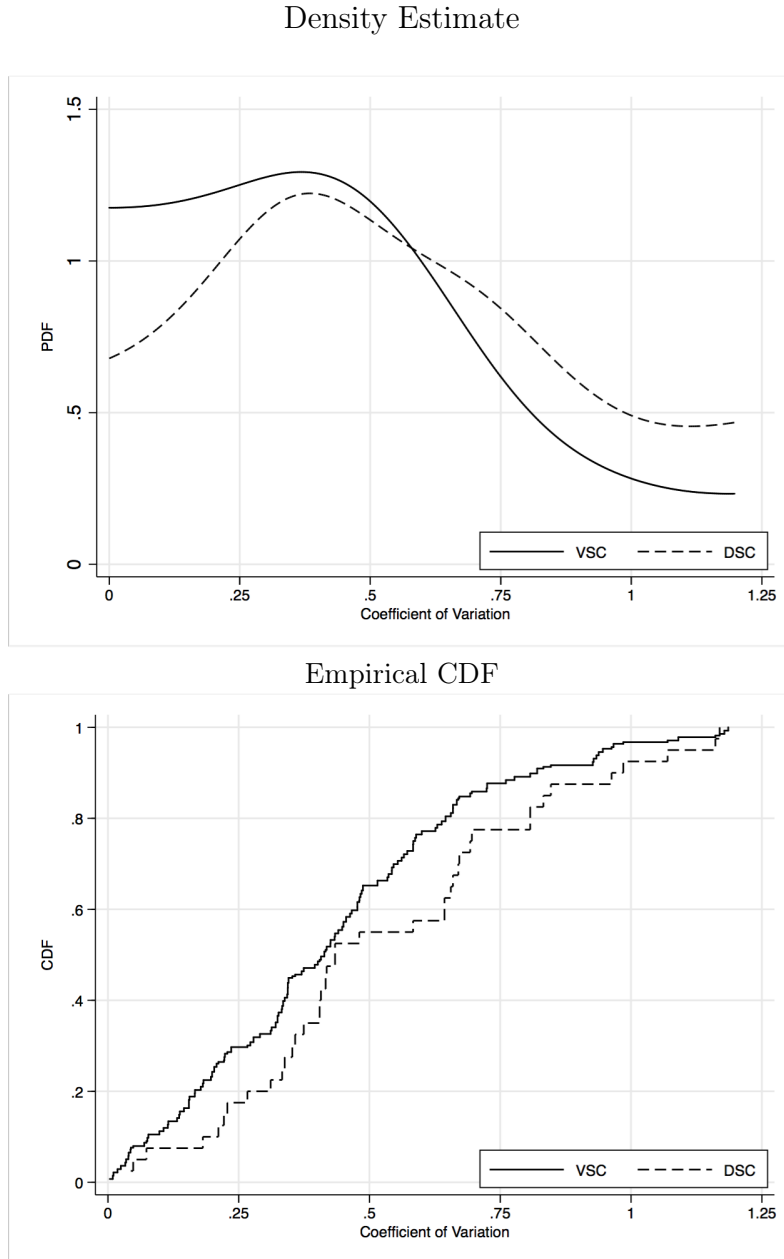 Density Estimate
1.5
1
.5
0
PDF
0 .25 .5 .75 1 1.25
Coefficient of Variation
VSC DSC
Empirical CDF
1
.8
.6
.4
.2
0
CDF
0 .25 .5 .75 1 1.25
Coefficient of Variation
VSC DSC